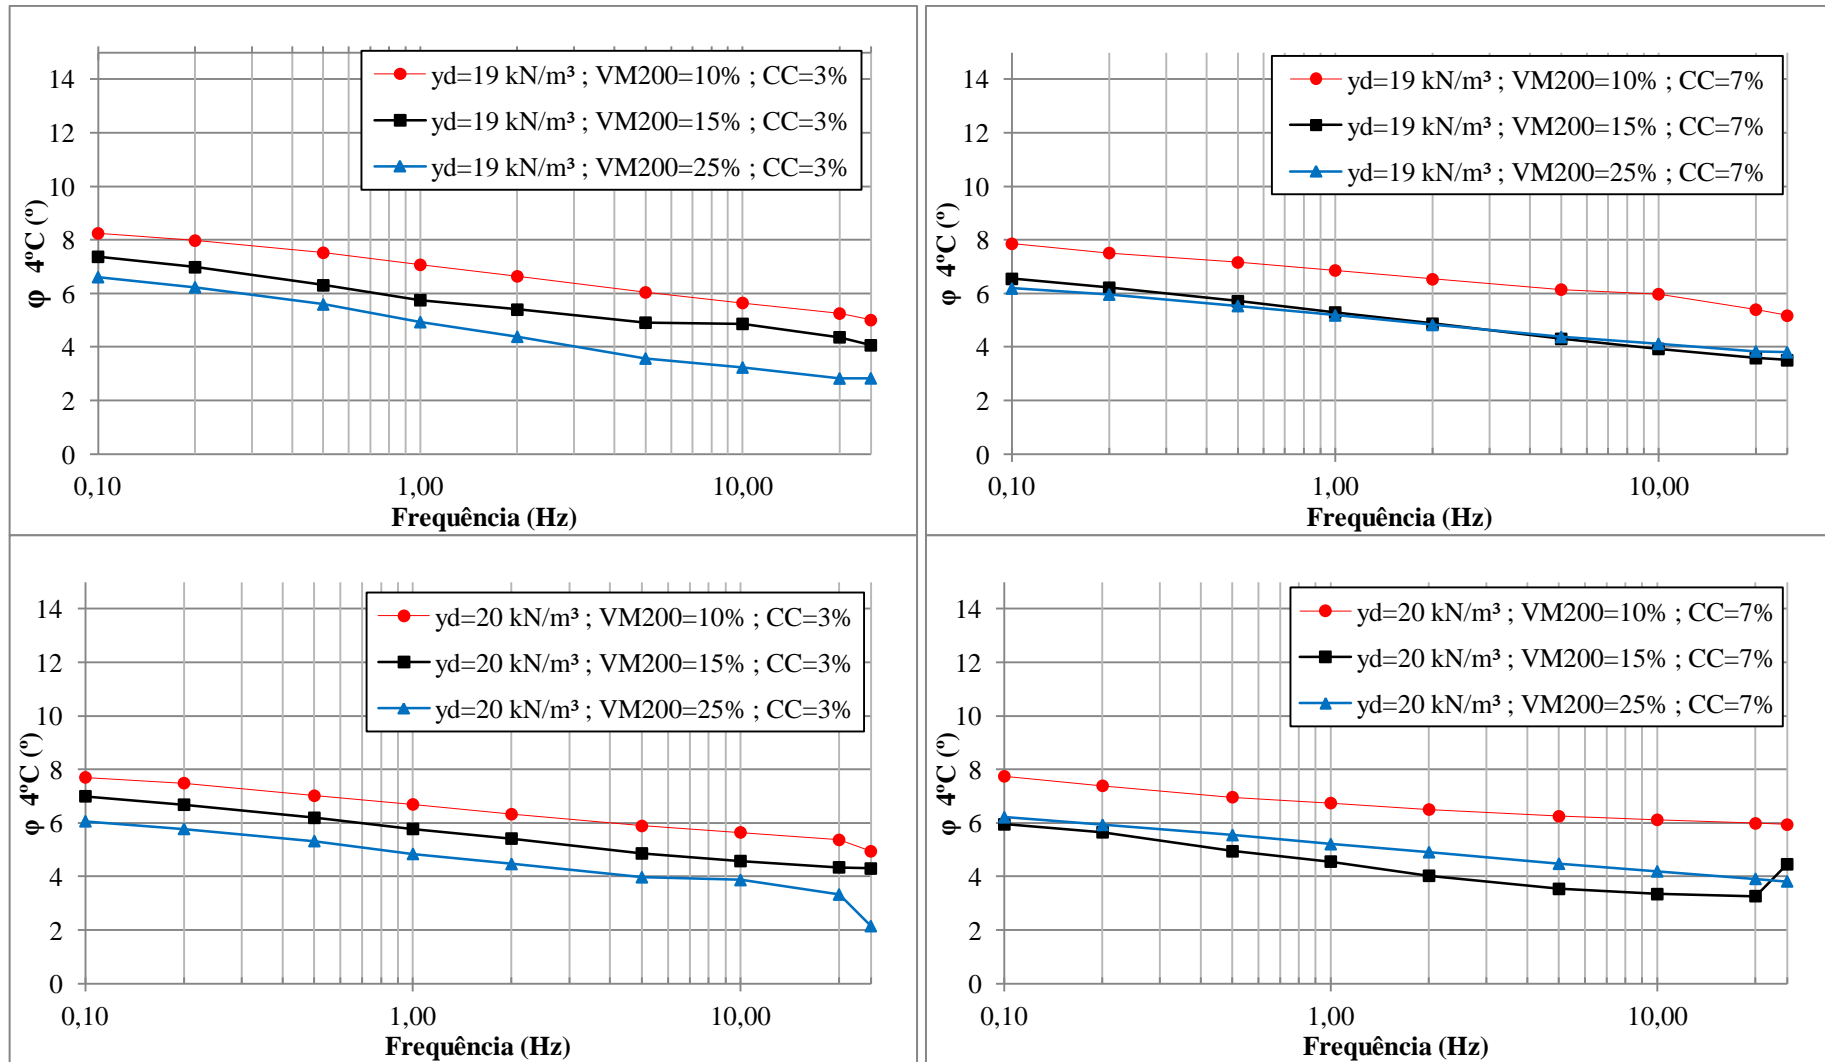 14
12
10
8
6
4
2
0
φ 4ºC (º)
yd=19 kN/m³ ; VM200=10% ; CC=3%
yd=19 kN/m³ ; VM200=15% ; CC=3%
yd=19 kN/m³ ; VM200=25% ; CC=3%
0,10 1,00 10,00
Frequência (Hz)
14
12
10
8
6
4
2
0
φ 4ºC (º)
yd=19 kN/m³ ; VM200=10% ; CC=7%
yd=19 kN/m³ ; VM200=15% ; CC=7%
yd=19 kN/m³ ; VM200=25% ; CC=7%
0,10 1,00 10,00
Frequência (Hz)
14
12
10
8
6
4
2
0
φ 4ºC (º)
yd=20 kN/m³ ; VM200=10% ; CC=3%
yd=20 kN/m³ ; VM200=15% ; CC=3%
yd=20 kN/m³ ; VM200=25% ; CC=3%
0,10 1,00 10,00
Frequência (Hz)
14
12
10
8
6
4
2
0
φ 4ºC (º)
yd=20 kN/m³ ; VM200=10% ; CC=7%
yd=20 kN/m³ ; VM200=15% ; CC=7%
yd=20 kN/m³ ; VM200=25% ; CC=7%
0,10 1,00 10,00
Frequência (Hz)